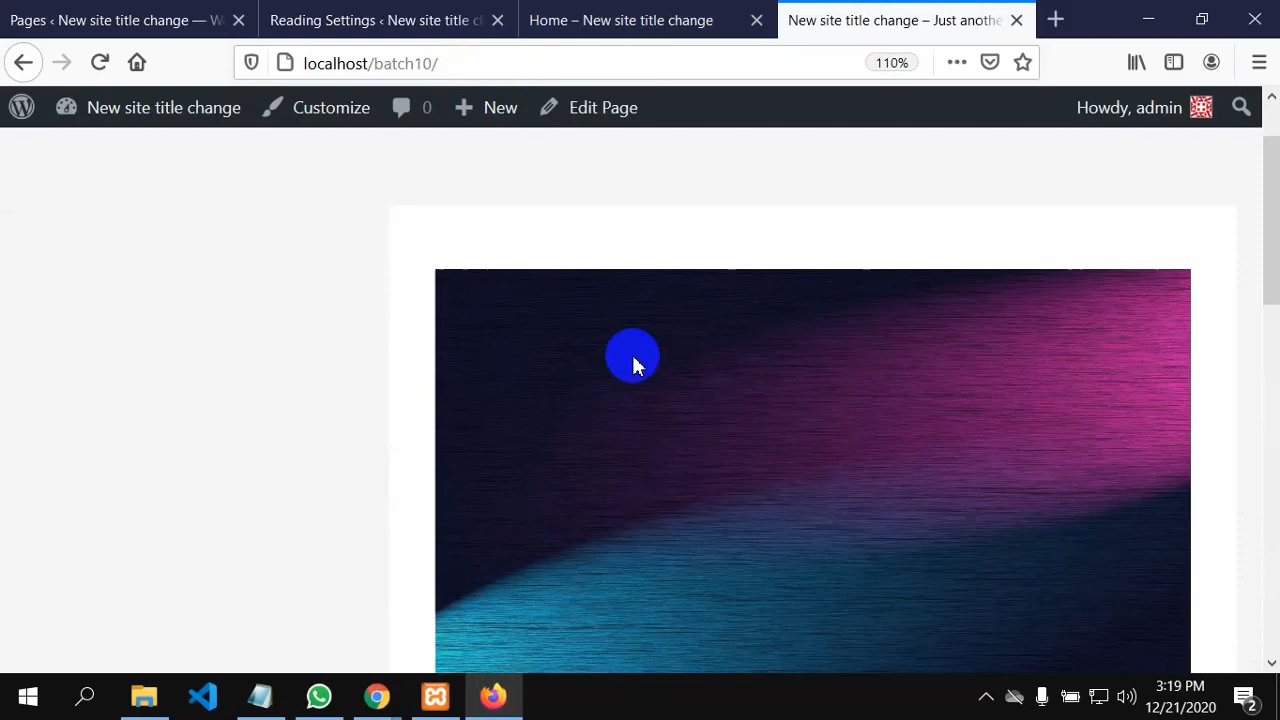 Pages ‹ New site title change — W
Reading Settings ‹ New site title c
Home – New site title change
New site title change – Just anothe
localhost/batch10/
110%
New site title change
Customize
0
New
Edit Page
Howdy, admin
3:19 PM
12/21/2020
2